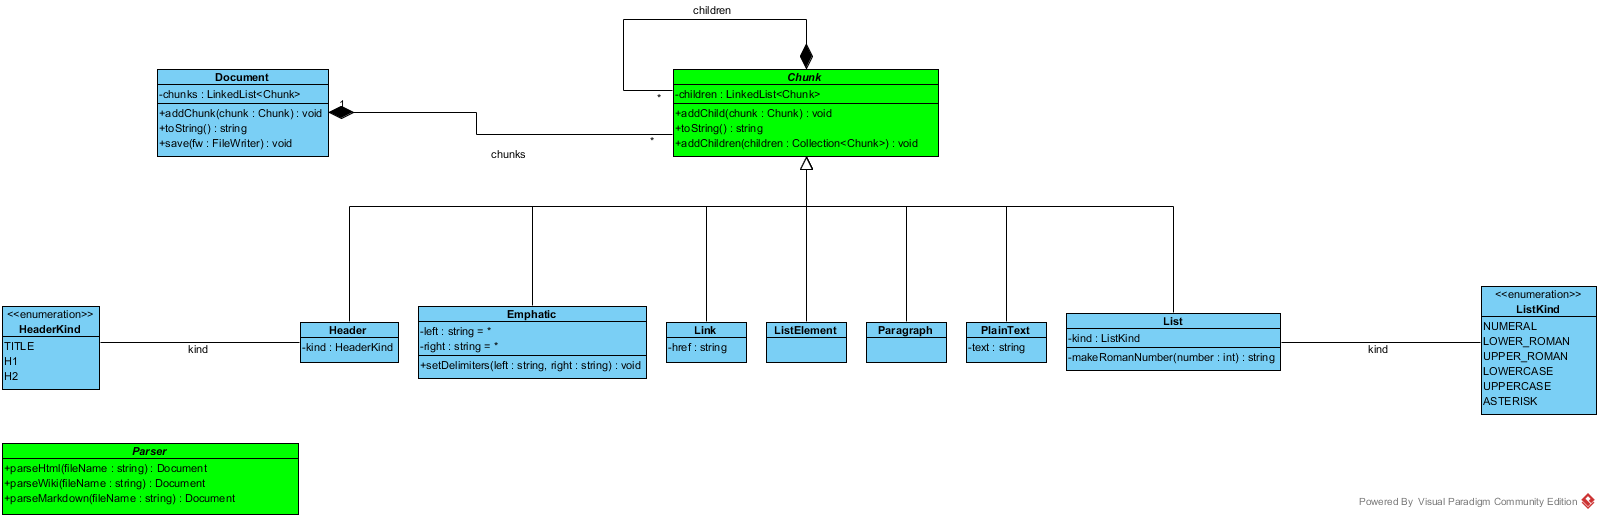 children
Document
-chunks : LinkedList<Chunk>
+addChunk(chunk : Chunk) : void
+toString() : string
+save(fw : FileWriter) : void
1
*
chunks
Chunk
-children : LinkedList<Chunk>
+addChild(chunk : Chunk) : void
+toString() : string
+addChildren(children : Collection<Chunk>) : void
*
<<enumeration>>
HeaderKind
TITLE
H1
H2
kind
Header
-kind : HeaderKind
Emphatic
-left : string = *
-right : string = *
+setDelimiters(left : string, right : string) : void
Link
-href : string
ListElement
Paragraph
PlainText
-text : string
List
-kind : ListKind
-makeRomanNumber(number : int) : string
kind
<<enumeration>>
ListKind
NUMERAL
LOWER_ROMAN
UPPER_ROMAN
LOWERCASE
UPPERCASE
ASTERISK
Parser
+parseHtml(fileName : string) : Document
+parseWiki(fileName : string) : Document
+parseMarkdown(fileName : string) : Document
Powered By Visual Paradigm Community Edition